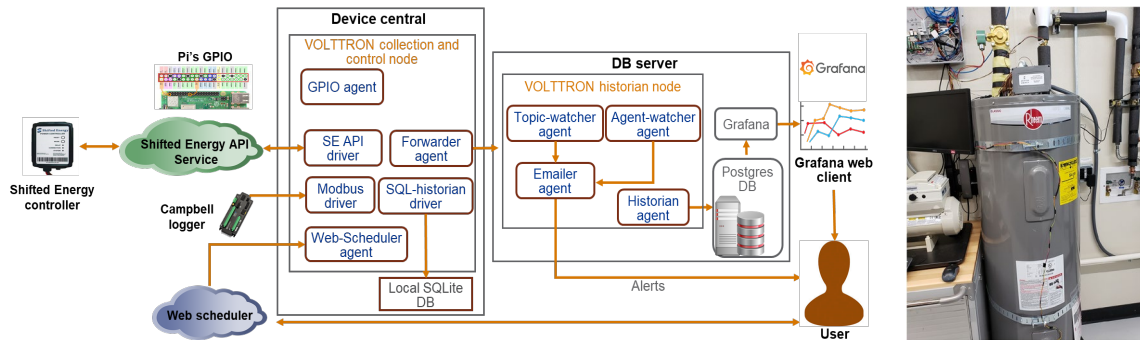 Device central
VOLTTRON collection and
control node
GPIO agent
SE API
driver
Forwarder
agent
Modbus
driver
SQL-historian
driver
Web-Scheduler
agent
Local SQLite
DB
Pi's GPIO
Shifted Energy API
Service
Shifted Energy
controller
Campbell
logger
Web scheduler
DB server
VOLTTRON historian node
Topic-watcher
agent
Agent-watcher
agent
Emailer
agent
Historian
agent
Grafana
Postgres
DB
Grafana
Grafana web
client
Alerts
User
Rheem